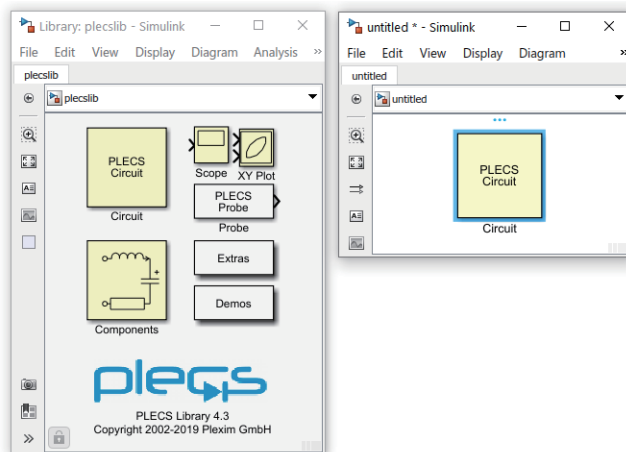 Library: plecslib - Simulink
File Edit View Display Diagram Analysis »
plecslib
plecslib
PLECS
Circuit
Circuit
Scope
XY Plot
PLECS
Probe
Probe
Components
Extras
Demos
plecs
PLECS Library 4.3
Copyright 2002-2019 Plexim GmbH
untitled * - Simulink
File Edit View Display Diagram »
untitled
untitled
PLECS
Circuit
Circuit